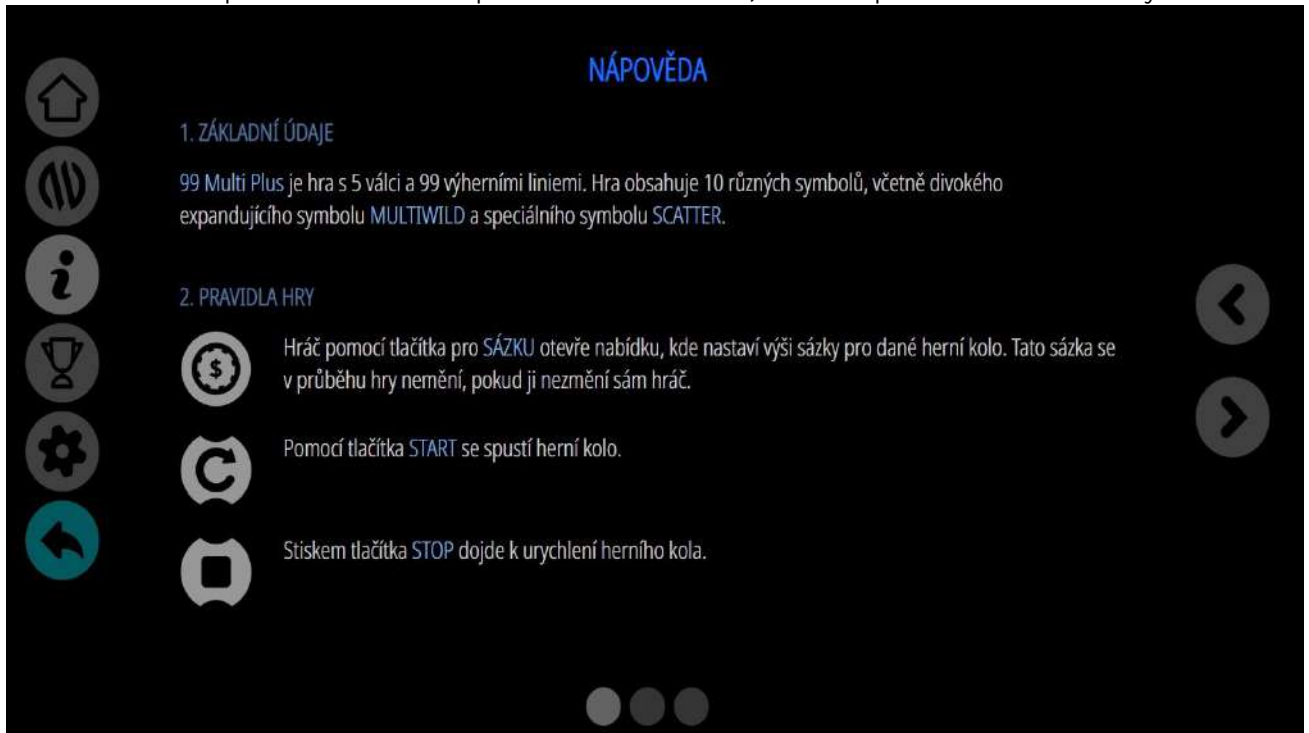 NÁPOVĚDA
1. ZÁKLADNÍ ÚDAJE
99 Multi Plus je hra s 5 válci a 99 výherními liniemi. Hra obsahuje 10 různých symbolů, včetně divokého
expandujícího symbolu MULTIWILD a speciálního symbolu SCATTER.
2. PRAVIDLA HRY
Hráč pomocí tlačítka pro SÁZKU otevře nabídku, kde nastaví výši sázky pro dané herní kolo. Tato sázka se
v průběhu hry nemění, pokud ji nezmění sám hráč.
Pomocí tlačítka START se spustí herní kolo.
Stiskem tlačítka STOP dojde k urychlení herního kola.